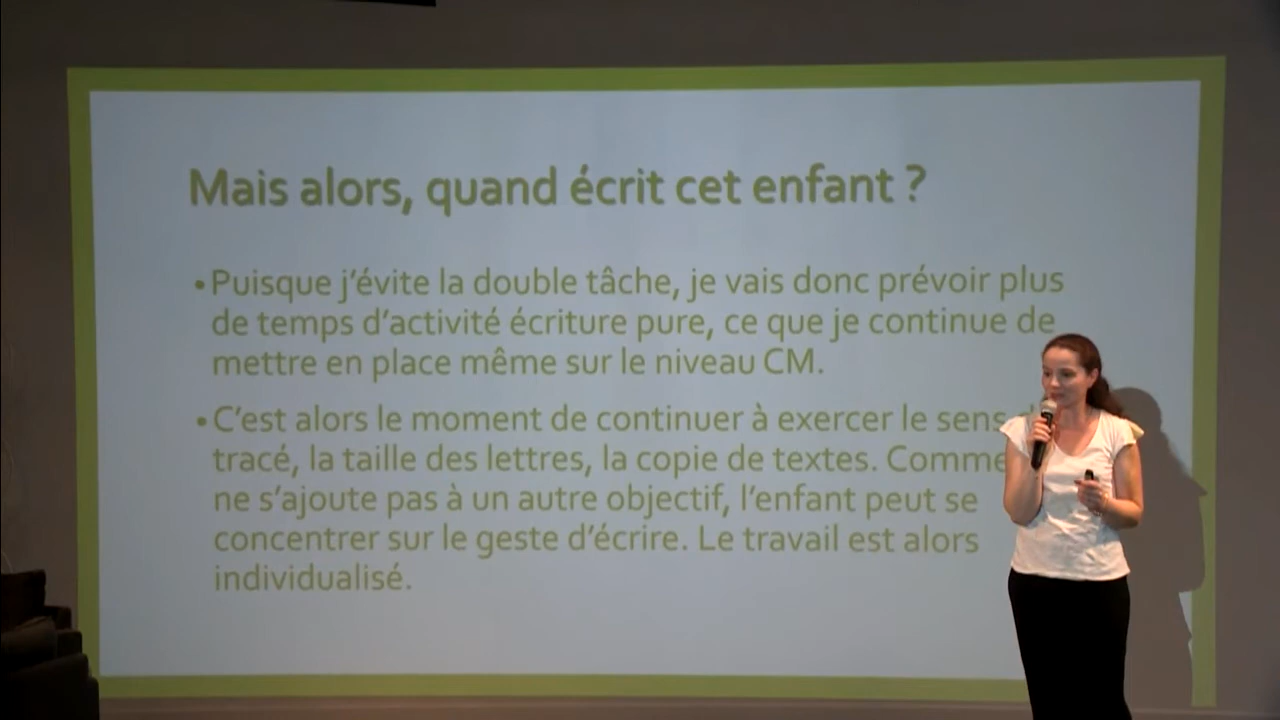 Mais alors, quand écrit cet enfant ?
•Puisque j'évite la double tâche, je vais donc prévoir plus
de temps d'activité écriture pure, ce que je continue de
mettre en place même sur le niveau CM.
•C'est alors le moment de continuer à exercer le sens
tracé, la taille des lettres, la copie de textes. Comme
ne s'ajoute pas à un autre objectif, l'enfant peut se
concentrer sur le geste d'écrire. Le travail est alors
individualisé.